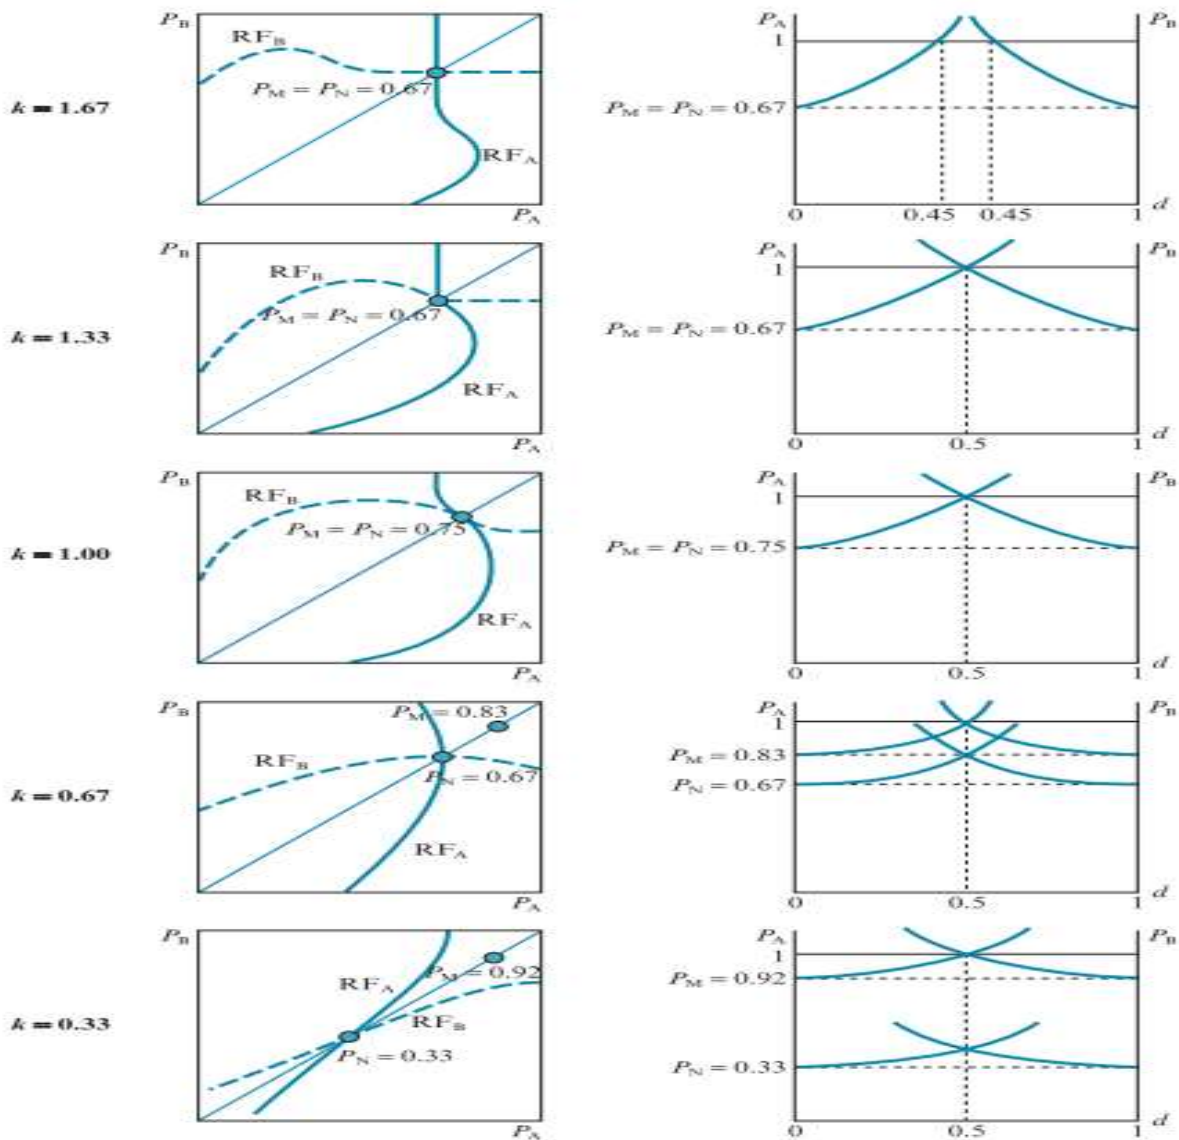 P_B
RF_B
k = 1.67
P_M = P_N = 0.67
RF_A
P_A
P_A
P_B
1
P_M = P_N = 0.67
0
0.45
0.45
1
d
P_B
RF_B
k = 1.33
P_M = P_N = 0.67
RF_A
P_A
P_A
P_B
1
P_M = P_N = 0.67
0
0.5
1
d
P_B
RF_B
k = 1.00
P_M = P_N = 0.75
RF_A
P_A
P_A
P_B
1
P_M = P_N = 0.75
0
0.5
1
d
P_B
P_M = 0.83
RF_B
k = 0.67
P_N = 0.67
RF_A
P_A
P_A
P_B
1
P_M = 0.83
P_N = 0.67
0
0.5
1
d
P_B
RF_A
P_M = 0.92
k = 0.33
RF_B
P_N = 0.33
P_A
P_A
P_B
1
P_M = 0.92
P_N = 0.33
0
0.5
1
d